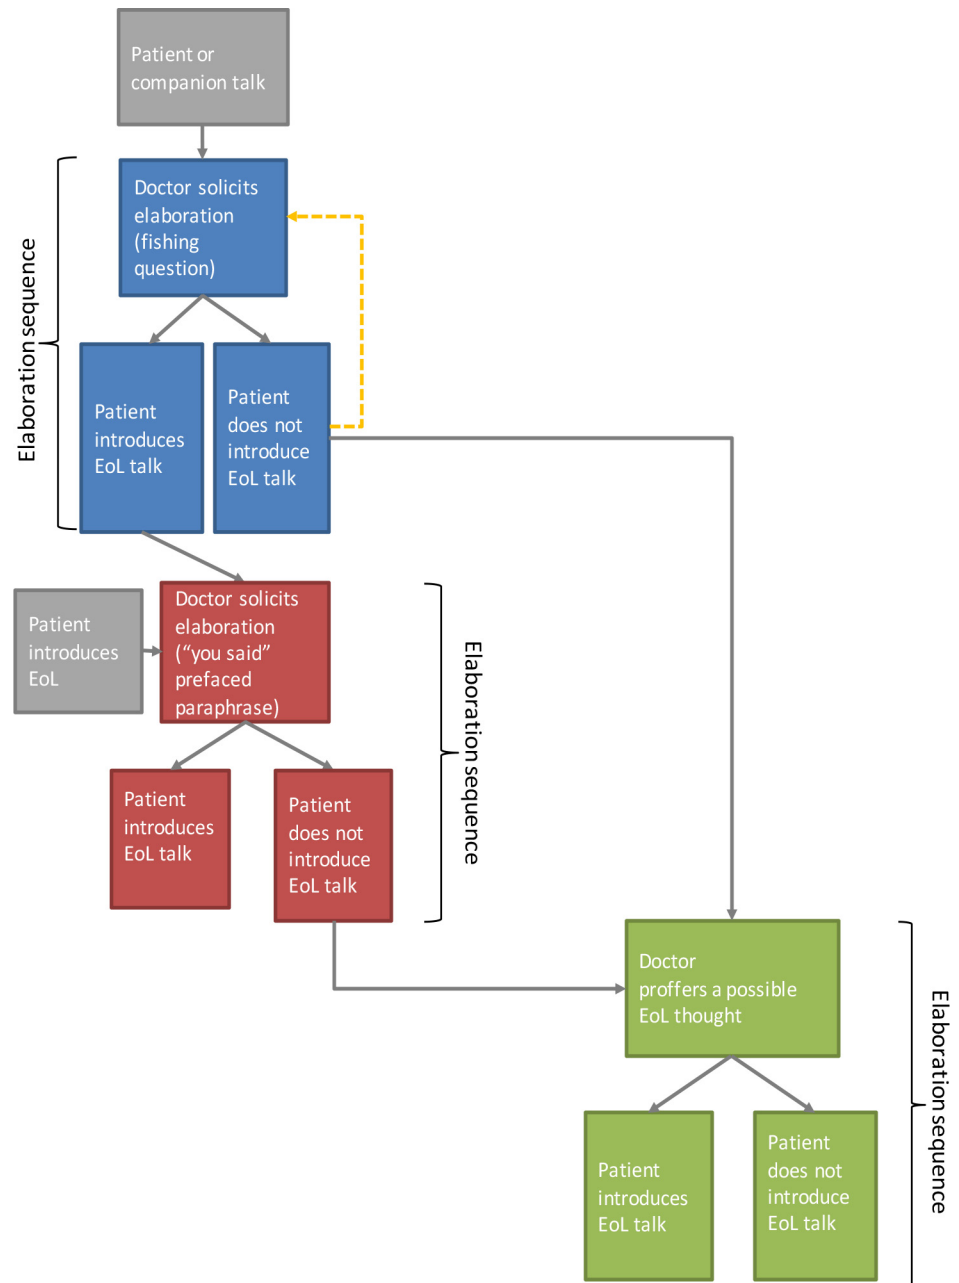 Patient or
companion talk
Elaboration sequence
Doctor solicits
elaboration
(fishing
question)
Patient
introduces
EoL talk
Patient
does not
introduce
EoL talk
Patient
introduces
EoL
Doctor solicits
elaboration
(“you said”
prefaced
paraphrase)
Elaboration sequence
Patient
introduces
EoL talk
Patient
does not
introduce
EoL talk
Doctor
proffers a possible
EoL thought
Elaboration sequence
Patient
introduces
EoL talk
Patient
does not
introduce
EoL talk